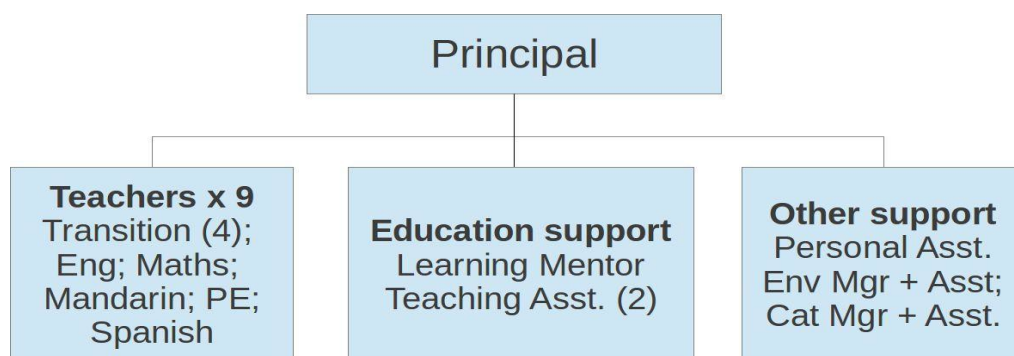 Principal
Teachers x 9
Transition (4);
Eng; Maths;
Mandarin; PE;
Spanish
Education support
Learning Mentor
Teaching Asst. (2)
Other support
Personal Asst.
Env Mgr + Asst;
Cat Mgr + Asst.